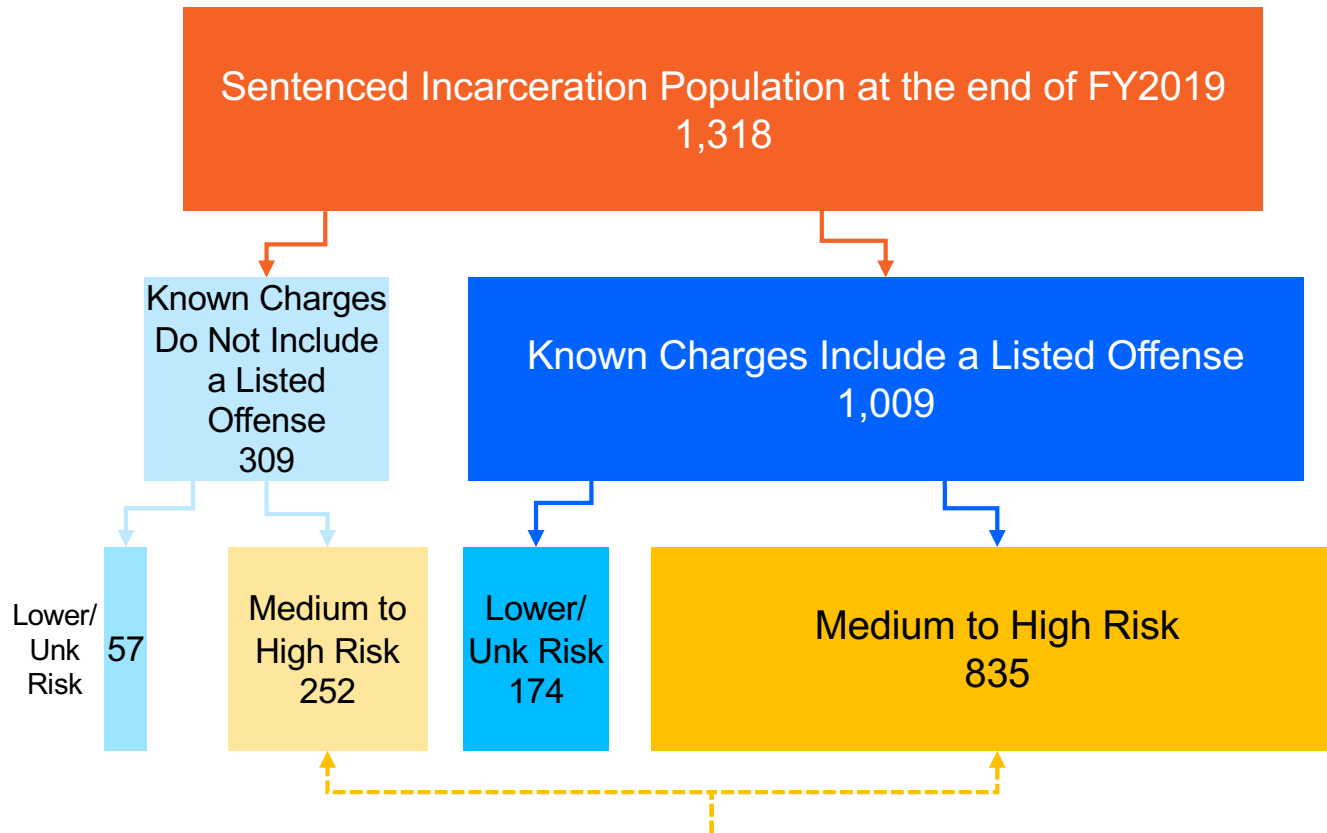 Sentenced Incarceration Population at the end of FY2019
1,318
Known Charges
Do Not Include
a Listed
Offense
309
Known Charges Include a Listed Offense
1,009
Lower/
Unk
Risk
57
Medium to
High Risk
252
Lower/
Unk Risk
174
Medium to High Risk
835